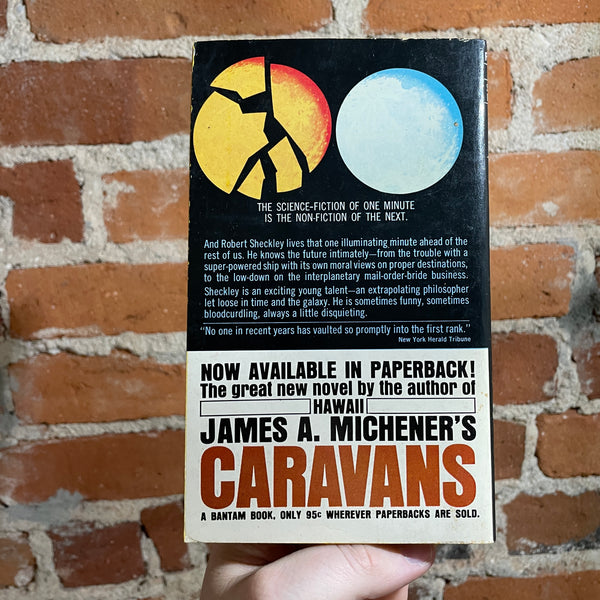 THE SCIENCE-FICTION OF ONE MINUTE
IS THE NON-FICTION OF THE NEXT.
And Robert Sheckley lives that one illuminating minute ahead of the
rest of us. He knows the future intimately—from the trouble with a
super-powered ship with its own moral views on proper destinations,
to the low-down on the interplanetary mail-order-bride business.
Sheckley is an exciting young talent—an extrapolating philosopher
let loose in time and the galaxy. He is sometimes funny, sometimes
bloodcurdling, always a little disquieting.
"No one in recent years has vaulted so promptly into the first rank."
New York Herald Tribune
NOW AVAILABLE IN PAPERBACK!
The great new novel by the author of
HAWAII
JAMES A. MICHENER'S
CARAVANS
A BANTAM BOOK, ONLY 95¢ WHEREVER PAPERBACKS ARE SOLD.